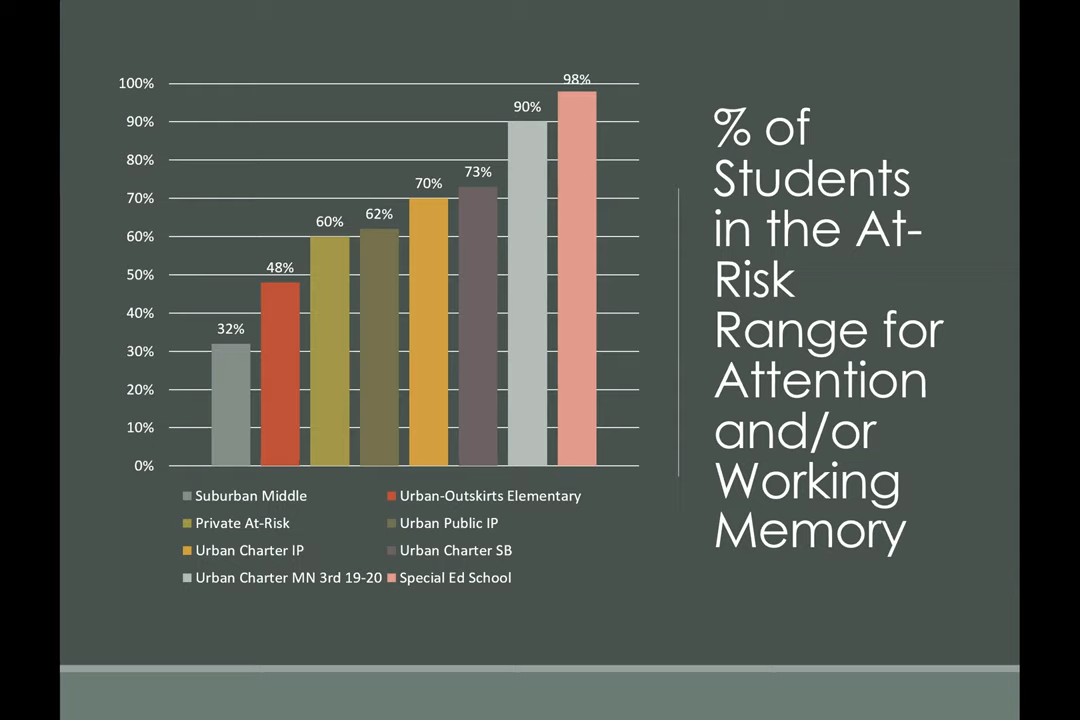 100%
90%
80%
70%
60%
50%
40%
30%
20%
10%
0%
32%
48%
60%
62%
70%
73%
90%
98%
Suburban Middle
Urban-Outskirts Elementary
Private At-Risk
Urban Public IP
Urban Charter IP
Urban Charter SB
Urban Charter MN 3rd 19-20
Special Ed School
% of
Students
in the At-
Risk
Range for
Attention
and/or
Working
Memory